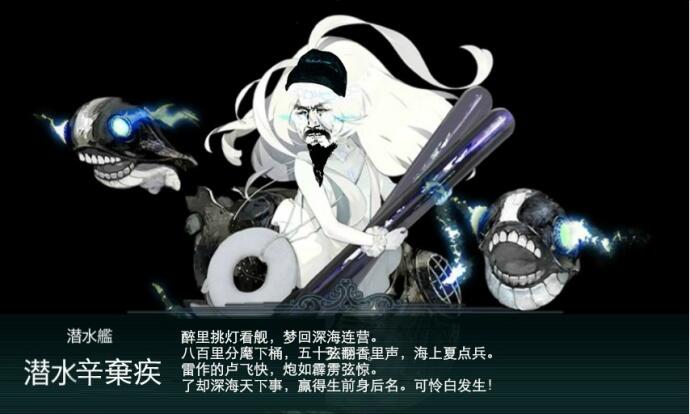 潜水艦
潜水辛棄疾
醉里挑灯看舰，梦回深海连营。
八百里分麾下桶，五十弦翻香里声，海上夏点兵。
雷作的卢飞快，炮如霹雳弦惊。
了却深海天下事，赢得生前身后名。可怜白发生！